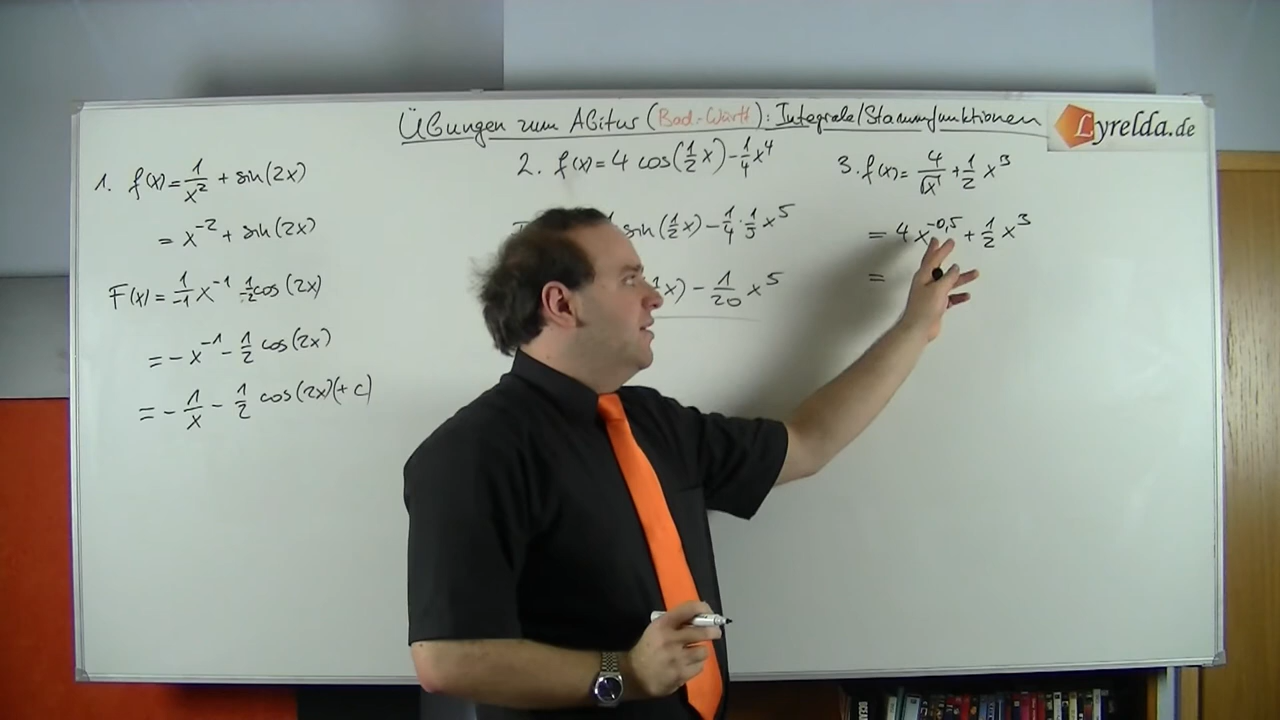 Übungen zum Abitur (Bad.-Württ): Integrale/Stammfunktionen
Lyrelda.de
1. f(x) = 1/x² + sin(2x)
= x⁻² + sin(2x)
F(x) = 1/-1 x⁻¹ · 1/-2 cos(2x)
= -x⁻¹ - 1/2 cos(2x)
= - 1/x - 1/2 cos(2x) (+ c)
2. f(x) = 4 cos(1/2 x) - 1/4 x⁴
sin(1/2 x) - 1/4 · 1/5 x⁵
x) - 1/20 x⁵
3. f(x) = 4/√x + 1/2 x³
= 4x⁻⁰'⁵ + 1/2 x³
=